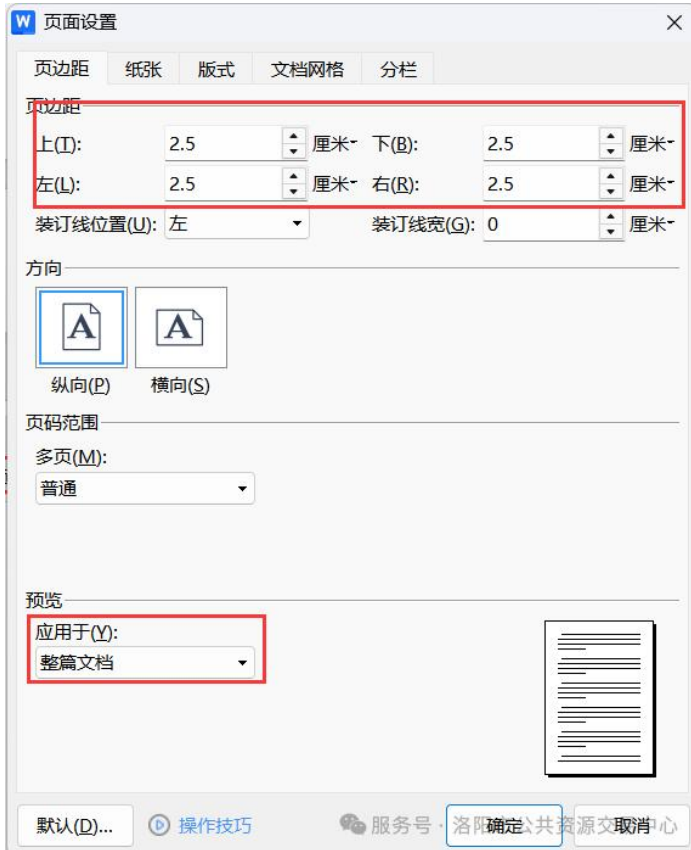 W 页面设置
页边距 纸张 版式 文档网格 分栏
页边距
上(T): 2.5 厘米 下(B): 2.5 厘米
左(L): 2.5 厘米 右(R): 2.5 厘米
装订线位置(U): 左 装订线宽(G): 0 厘米
方向
A A
纵向(P) 横向(S)
页码范围
多页(M):
普通
预览
应用于(Y):
整篇文档
默认(D)... 操作技巧 确定 取消
服务号 · 洛阳市公共资源交易中心